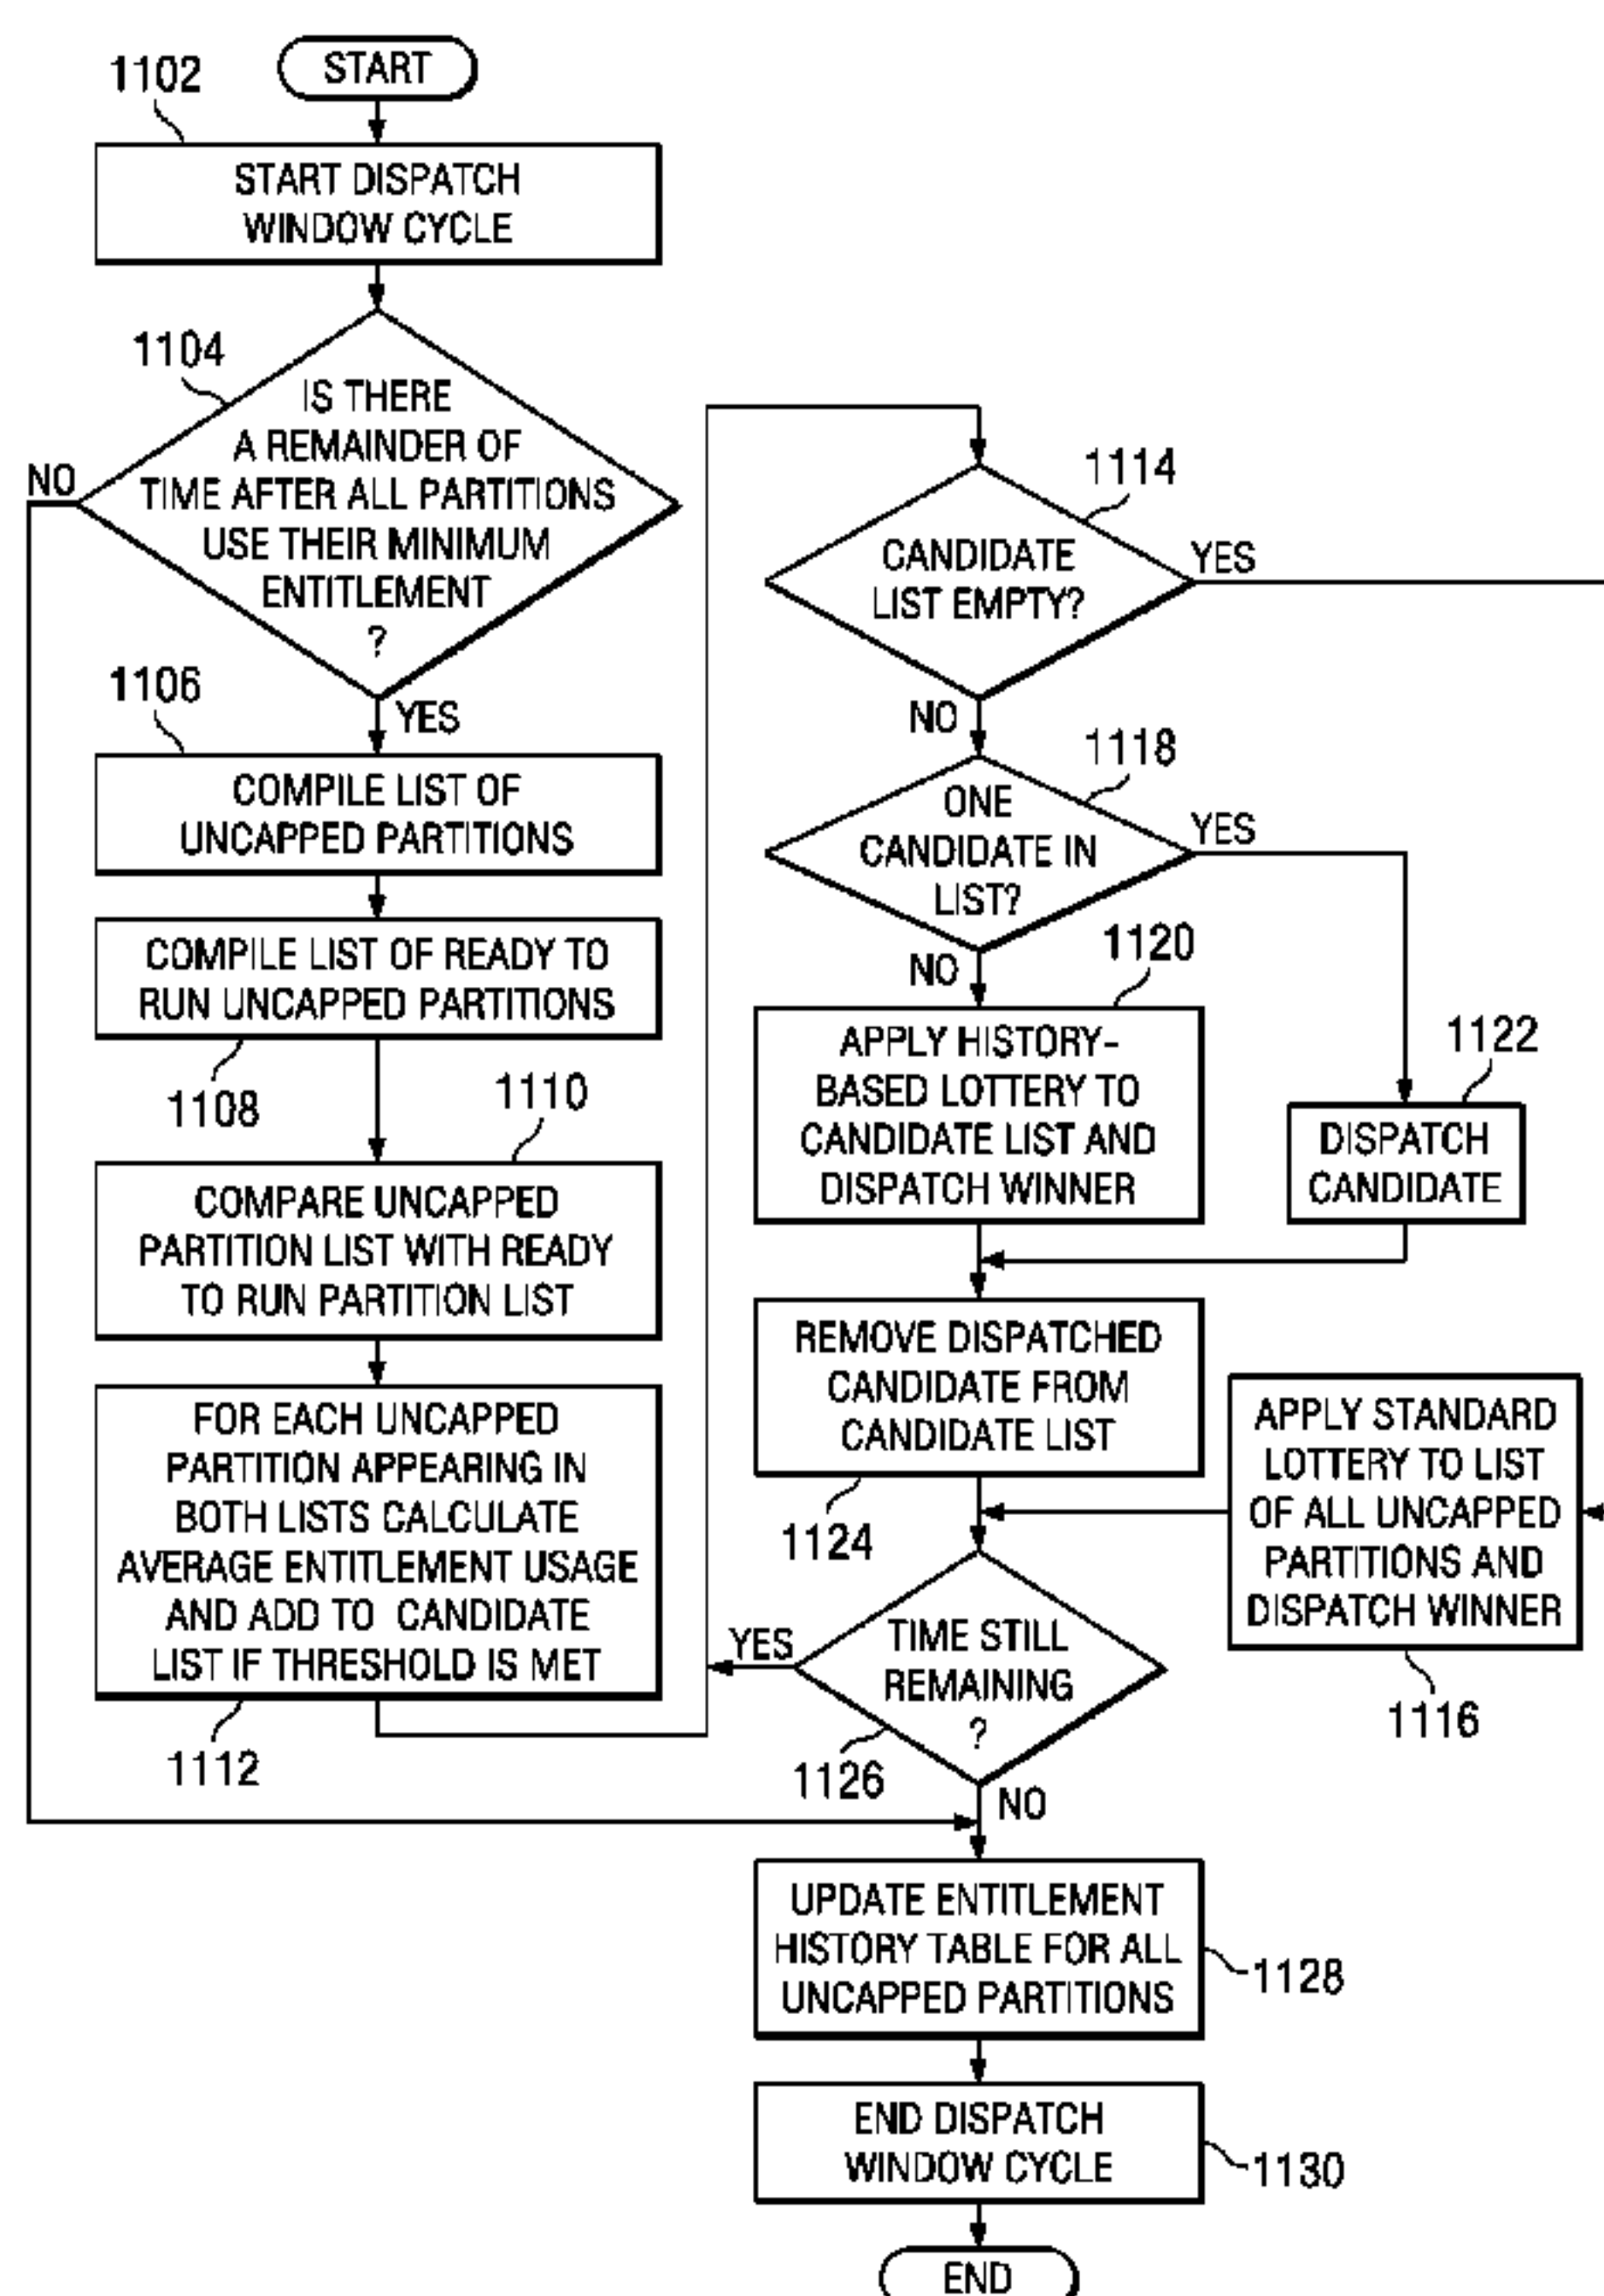 START
1102
START DISPATCH
WINDOW CYCLE
1104
IS THERE
A REMAINDER OF
TIME AFTER ALL PARTITIONS
USE THEIR MINIMUM
ENTITLEMENT
?
NO
YES
1106
COMPILE LIST OF
UNCAPPED PARTITIONS
COMPILE LIST OF READY TO
RUN UNCAPPED PARTITIONS
1108
1110
COMPARE UNCAPPED
PARTITION LIST WITH READY
TO RUN PARTITION LIST
FOR EACH UNCAPPED
PARTITION APPEARING IN
BOTH LISTS CALCULATE
AVERAGE ENTITLEMENT USAGE
AND ADD TO CANDIDATE
LIST IF THRESHOLD IS MET
1112
1114
CANDIDATE
LIST EMPTY?
YES
NO
1118
ONE
CANDIDATE IN
LIST?
YES
NO
1120
APPLY HISTORY-
BASED LOTTERY TO
CANDIDATE LIST AND
DISPATCH WINNER
1122
DISPATCH
CANDIDATE
REMOVE DISPATCHED
CANDIDATE FROM
CANDIDATE LIST
1124
APPLY STANDARD
LOTTERY TO LIST
OF ALL UNCAPPED
PARTITIONS AND
DISPATCH WINNER
1116
TIME STILL
REMAINING
?
YES
1126
NO
UPDATE ENTITLEMENT
HISTORY TABLE FOR ALL
UNCAPPED PARTITIONS
1128
END DISPATCH
WINDOW CYCLE
1130
END